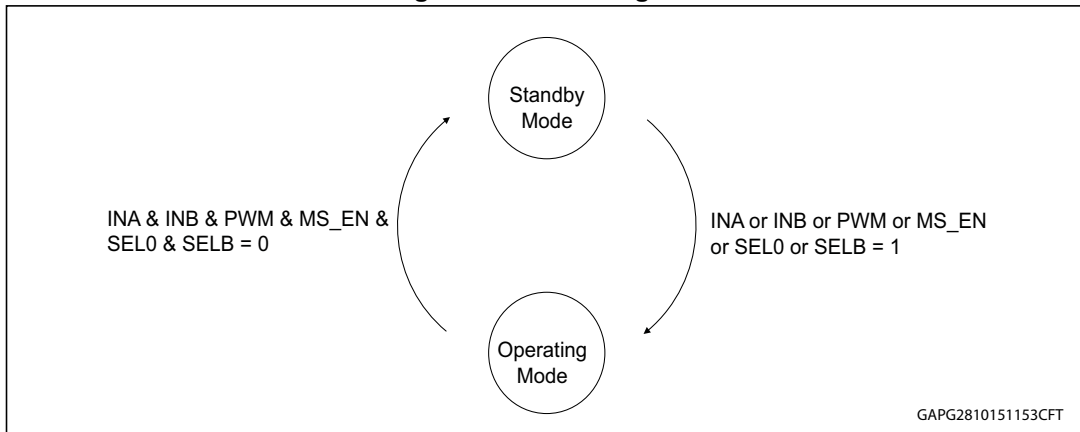 Standby
Mode
INA & INB & PWM & MS_EN &
SEL0 & SELB = 0
INA or INB or PWM or MS_EN
or SEL0 or SELB = 1
Operating
Mode
GAPG2810151153CFT